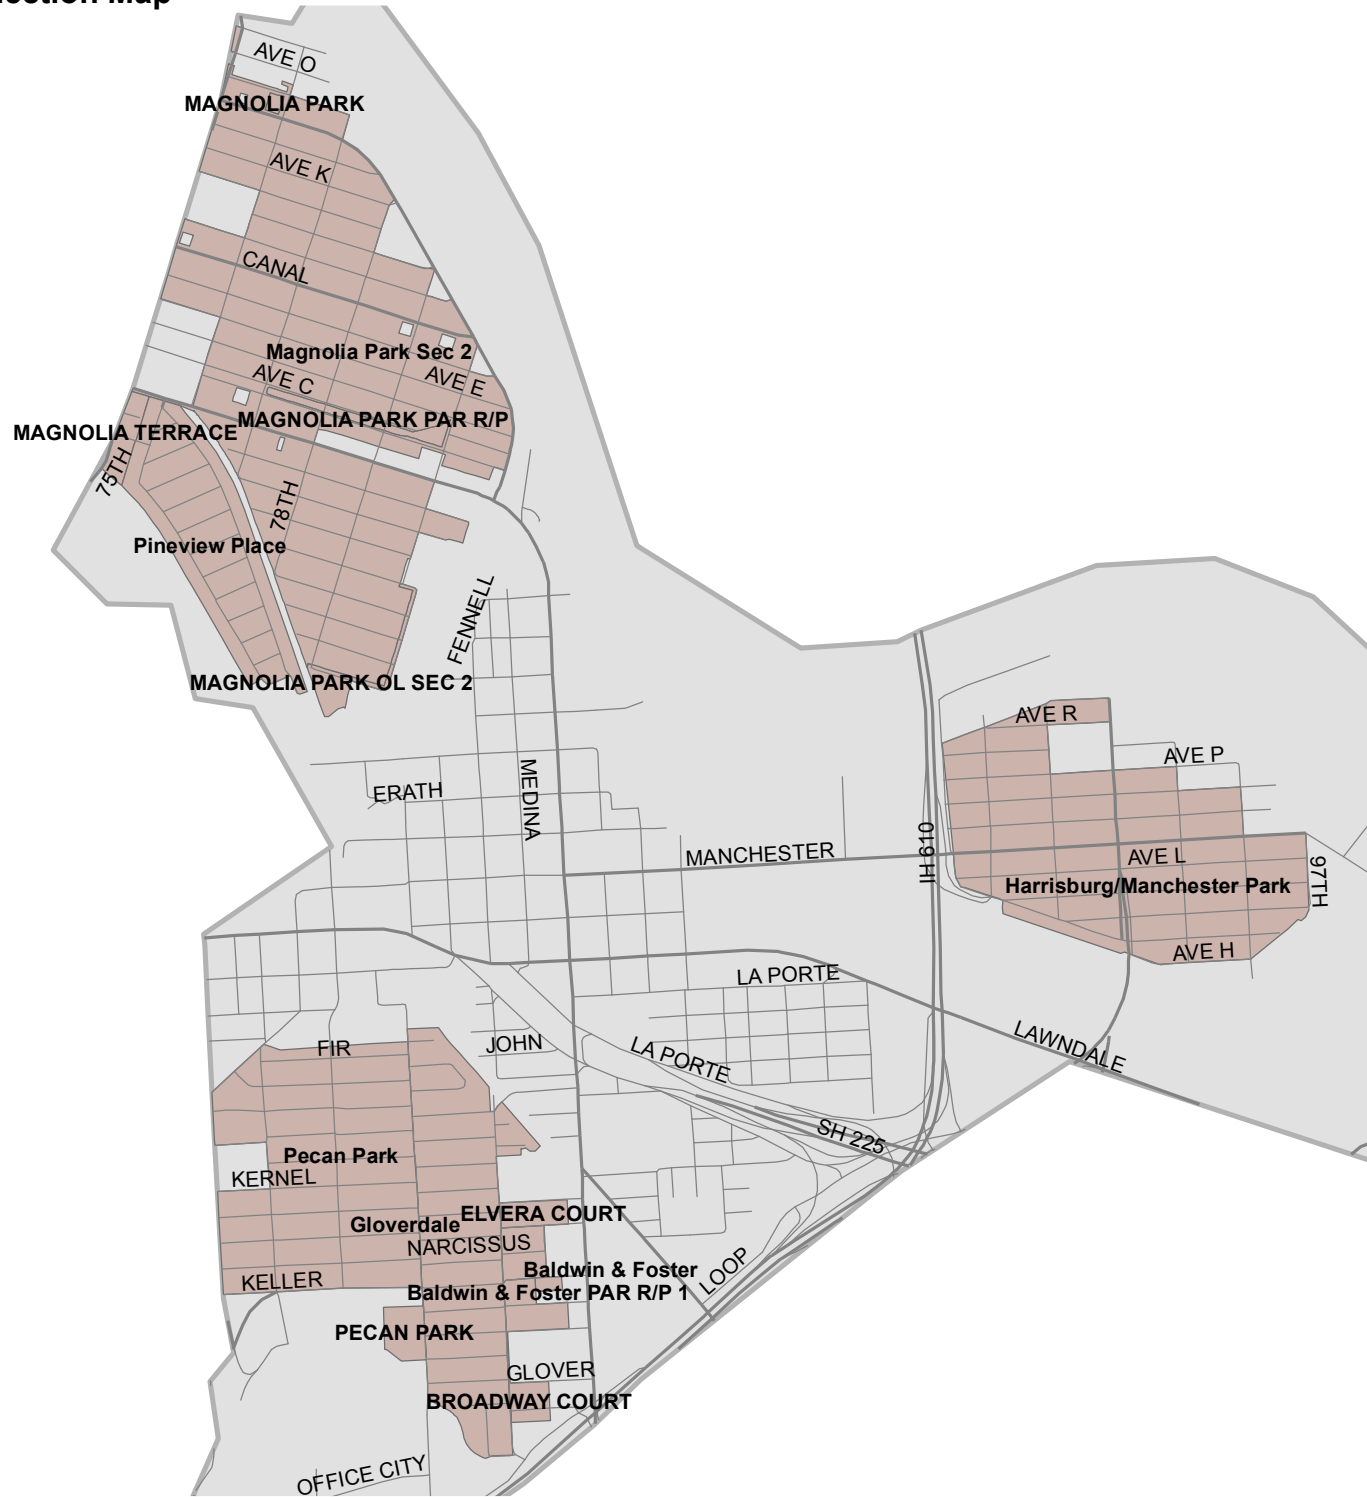 Map
AVE O
MAGNOLIA PARK
AVE K
CANAL
Magnolia Park Sec 2
AVE C
AVE E
MAGNOLIA PARK PAR R/P
MAGNOLIA TERRACE
75TH
78TH
Pineview Place
FENNELL
MAGNOLIA PARK OL SEC 2
AVE R
AVE P
ERATH
MEDINA
MANCHESTER
IH 610
AVE L
Harrisburg/Manchester Park
97TH
AVE H
LA PORTE
LAWNDALE
FIR
JOHN
LA PORTE
SH 225
Pecan Park
KERNEL
Gloverdale
ELVERA COURT
NARCISSUS
KELLER
Baldwin & Foster
Baldwin & Foster PAR R/P 1
LOOP
PECAN PARK
GLOVER
BROADWAY COURT
OFFICE CITY